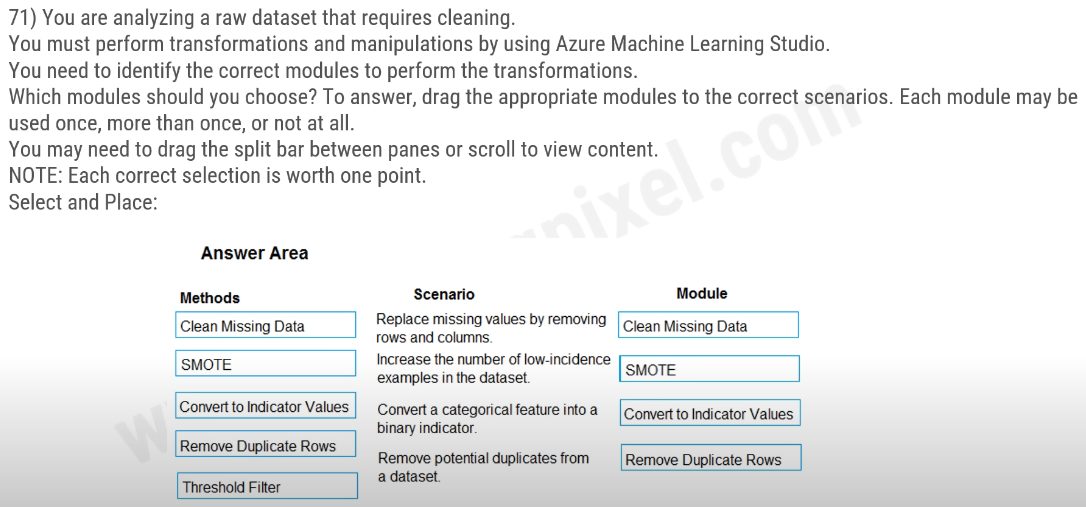 71) You are analyzing a raw dataset that requires cleaning.
You must perform transformations and manipulations by using Azure Machine Learning Studio.
You need to identify the correct modules to perform the transformations.
Which modules should you choose? To answer, drag the appropriate modules to the correct scenarios. Each module may be
used once, more than once, or not at all.
You may need to drag the split bar between panes or scroll to view content.
NOTE: Each correct selection is worth one point.
Select and Place:
Answer Area
Methods
Clean Missing Data
SMOTE
Convert to Indicator Values
Remove Duplicate Rows
Threshold Filter
Scenario
Replace missing values by removing
rows and columns.
Increase the number of low-incidence
examples in the dataset.
Convert a categorical feature into a
binary indicator.
Remove potential duplicates from
a dataset.
Module
Clean Missing Data
SMOTE
Convert to Indicator Values
Remove Duplicate Rows